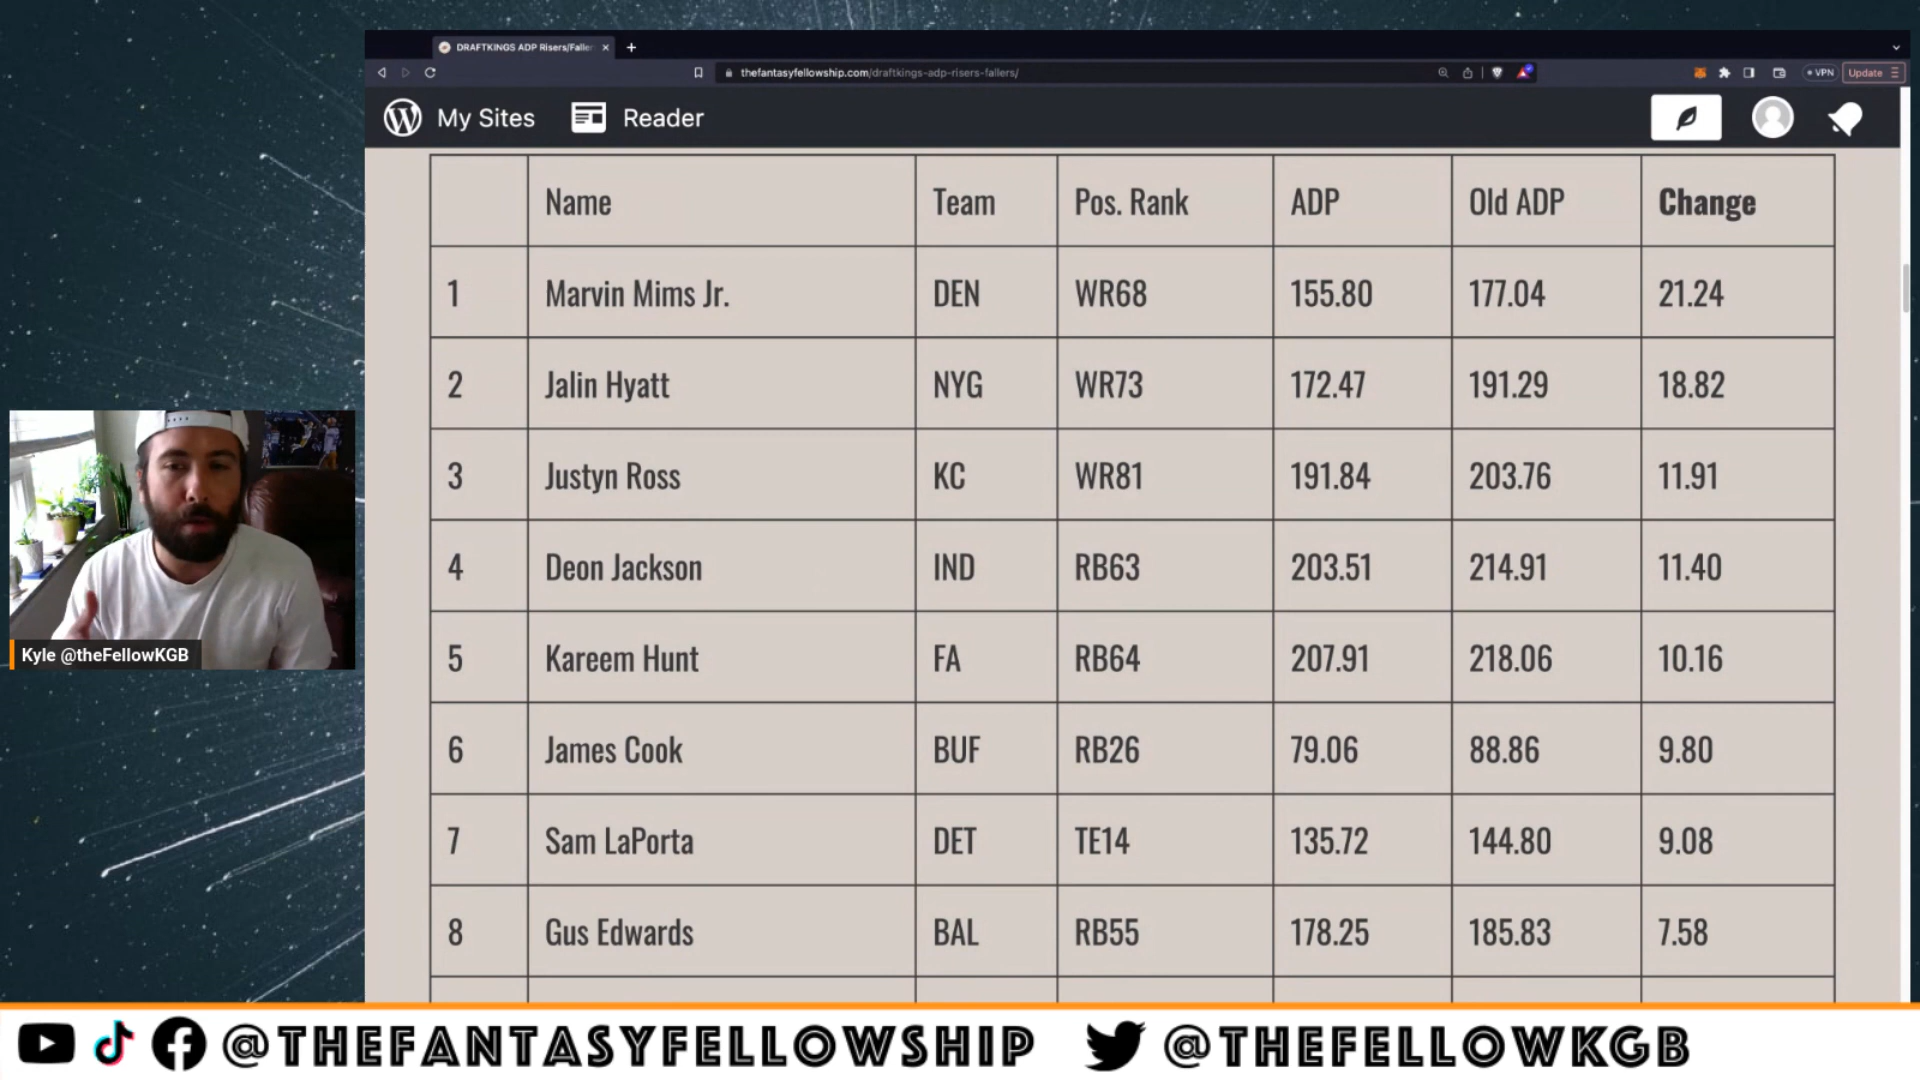 DRAFTKINGS ADP Risers/Faller
thefantasyfellowship.com/draftkings-adp-risers-fallers/
VPN
Update
My Sites
Reader
Name Team Pos. Rank ADP Old ADP Change
1 Marvin Mims Jr. DEN WR68 155.80 177.04 21.24
2 Jalin Hyatt NYG WR73 172.47 191.29 18.82
3 Justyn Ross KC WR81 191.84 203.76 11.91
4 Deon Jackson IND RB63 203.51 214.91 11.40
5 Kareem Hunt FA RB64 207.91 218.06 10.16
6 James Cook BUF RB26 79.06 88.86 9.80
7 Sam LaPorta DET TE14 135.72 144.80 9.08
8 Gus Edwards BAL RB55 178.25 185.83 7.58
Kyle @theFellowKGB
@THEFANTASYFELLOWSHIP @THEFELLOWKGB